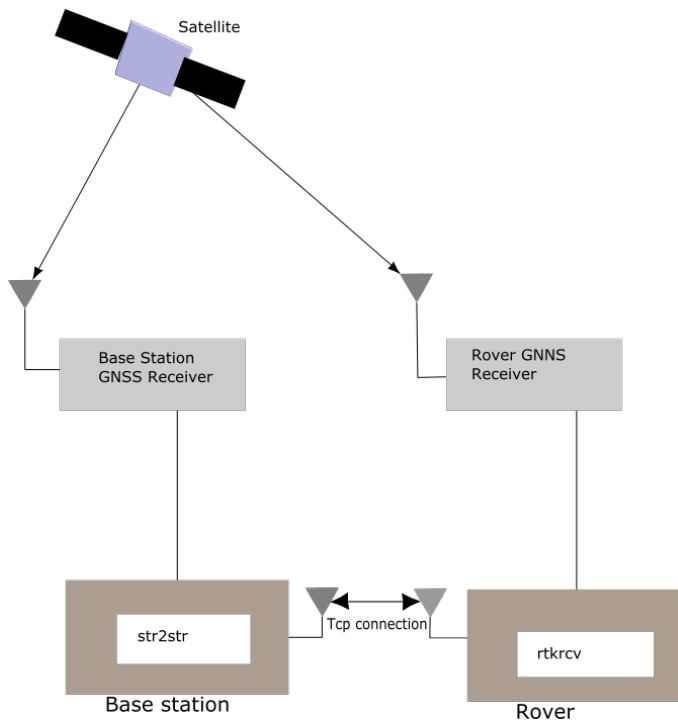 Satellite
Base Station
GNSS Receiver
Rover GNNS
Receiver
Tcp connection
str2str
rtkrcv
Base station
Rover